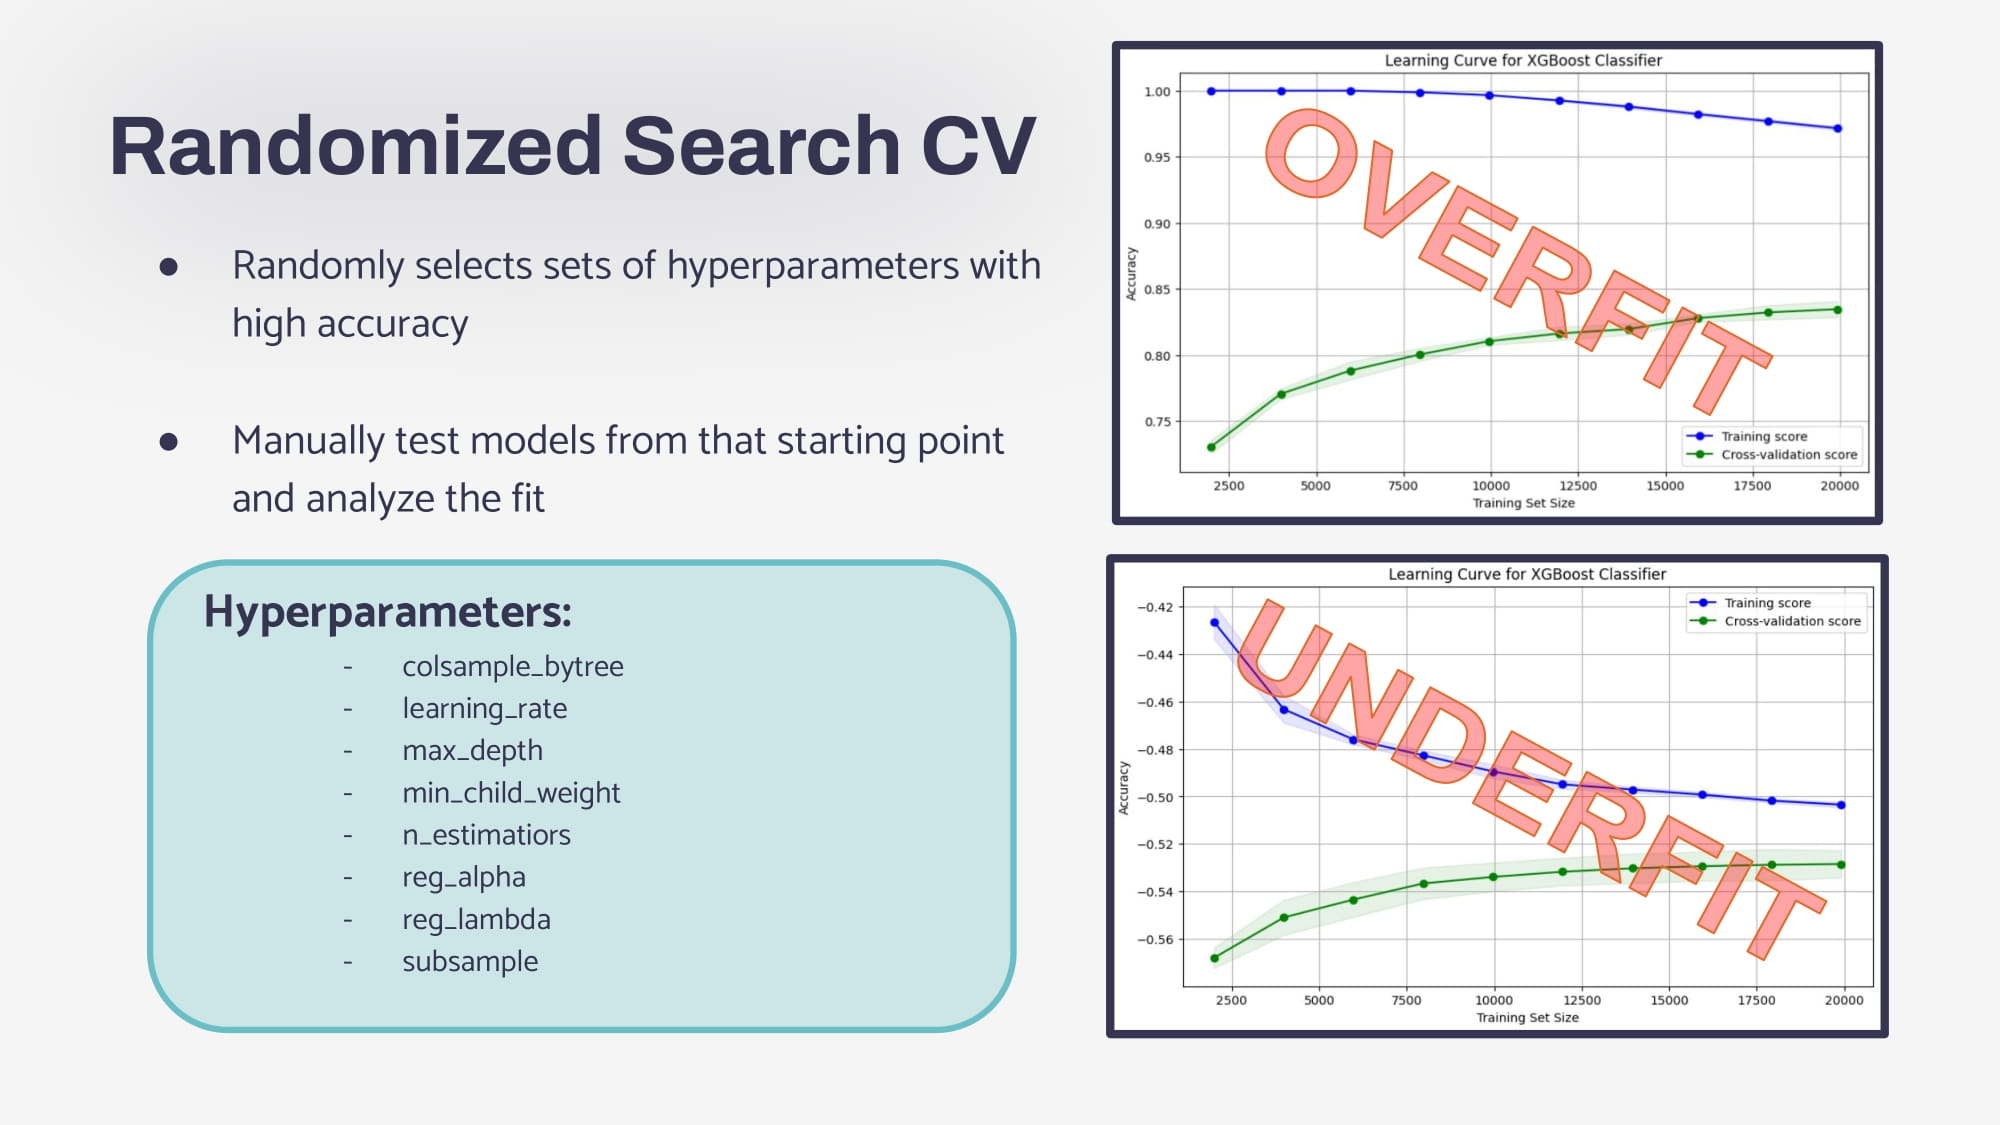 Randomized Search CV
● Randomly selects sets of hyperparameters with
high accuracy
● Manually test models from that starting point
and analyze the fit
Hyperparameters:
- colsample_bytree
- learning_rate
- max_depth
- min_child_weight
- n_estimatiors
- reg_alpha
- reg_lambda
- subsample
Learning Curve for XGBoost Classifier
1.00
0.95
0.90
0.85
0.80
0.75
Accuracy
OVERFIT
Training score
Cross-validation score
2500 5000 7500 10000 12500 15000 17500 20000
Training Set Size
Learning Curve for XGBoost Classifier
−0.42
−0.44
−0.46
−0.48
−0.50
−0.52
−0.54
−0.56
Accuracy
UNDERFIT
Training score
Cross-validation score
2500 5000 7500 10000 12500 15000 17500 20000
Training Set Size